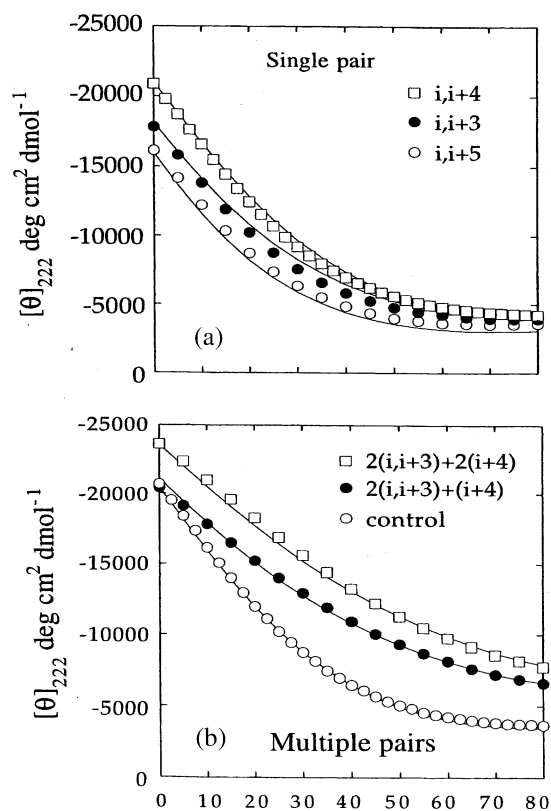 -25000
Single pair
-20000
i,i+4
i,i+3
-15000
i,i+5
-10000
-5000
(a)
0
[θ]222 deg cm2 dmol-1
-25000
2(i,i+3)+2(i+4)
-20000
2(i,i+3)+(i+4)
control
-15000
-10000
-5000
(b) Multiple pairs
0
[θ]222 deg cm2 dmol-1
0 10 20 30 40 50 60 70 80